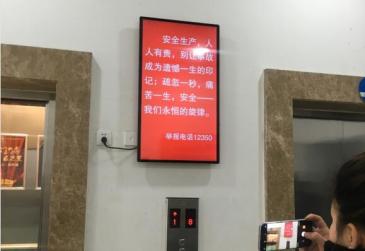 安全生产，人
人有责，别让事故
成为遗憾一生的印
记；疏忽一秒，痛
苦一生，安全——
我们永恒的旋律。
举报电话12350
1 8